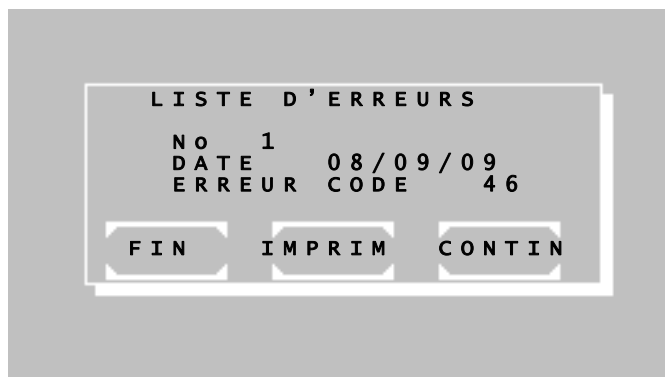 LISTE D'ERREURS
No 1
DATE 08/09/09
ERREUR CODE 46
FIN IMPRIM CONTIN